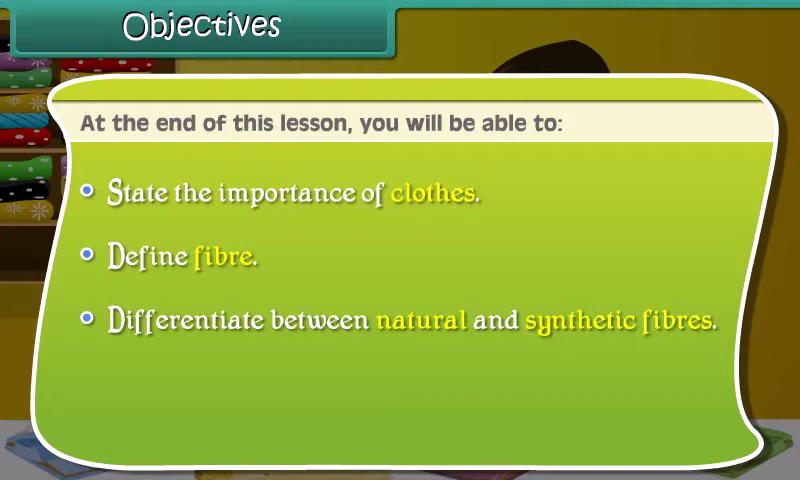 Objectives
At the end of this lesson, you will be able to:
State the importance of clothes.
Define fibre.
Differentiate between natural and synthetic fibres.